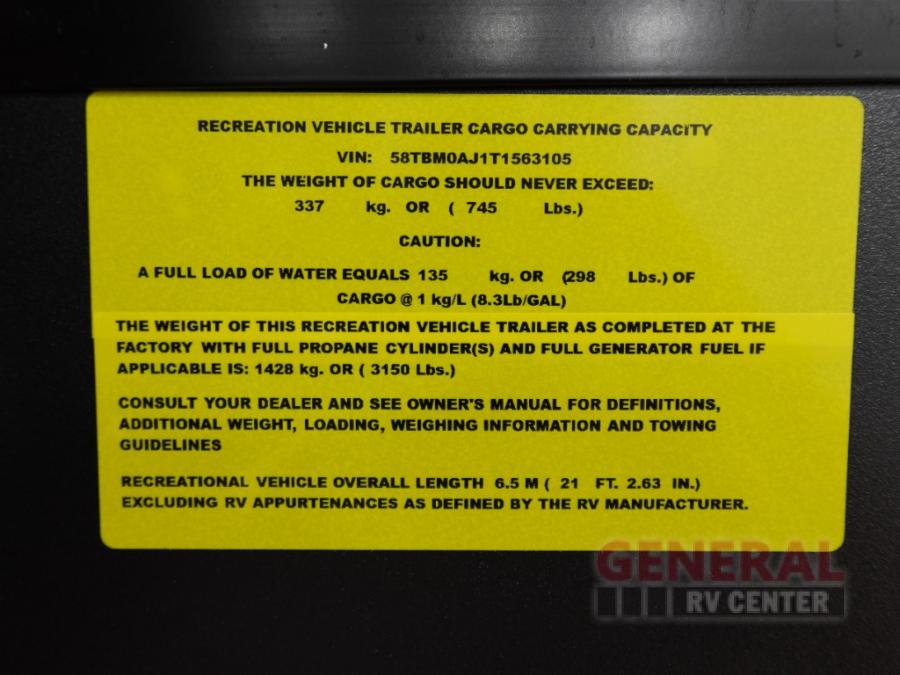 RECREATION VEHICLE TRAILER CARGO CARRYING CAPACITY
VIN: 58TBM0AJ1T1563105
THE WEIGHT OF CARGO SHOULD NEVER EXCEED:
337 kg. OR ( 745 Lbs.)
CAUTION:
A FULL LOAD OF WATER EQUALS 135 kg. OR (298 Lbs.) OF
CARGO @ 1 kg/L (8.3Lb/GAL)
THE WEIGHT OF THIS RECREATION VEHICLE TRAILER AS COMPLETED AT THE
FACTORY WITH FULL PROPANE CYLINDER(S) AND FULL GENERATOR FUEL IF
APPLICABLE IS: 1428 kg. OR ( 3150 Lbs.)
CONSULT YOUR DEALER AND SEE OWNER'S MANUAL FOR DEFINITIONS,
ADDITIONAL WEIGHT, LOADING, WEIGHING INFORMATION AND TOWING
GUIDELINES
RECREATIONAL VEHICLE OVERALL LENGTH 6.5 M ( 21 FT. 2.63 IN.)
EXCLUDING RV APPURTENANCES AS DEFINED BY THE RV MANUFACTURER.
GENERAL
RV CENTER